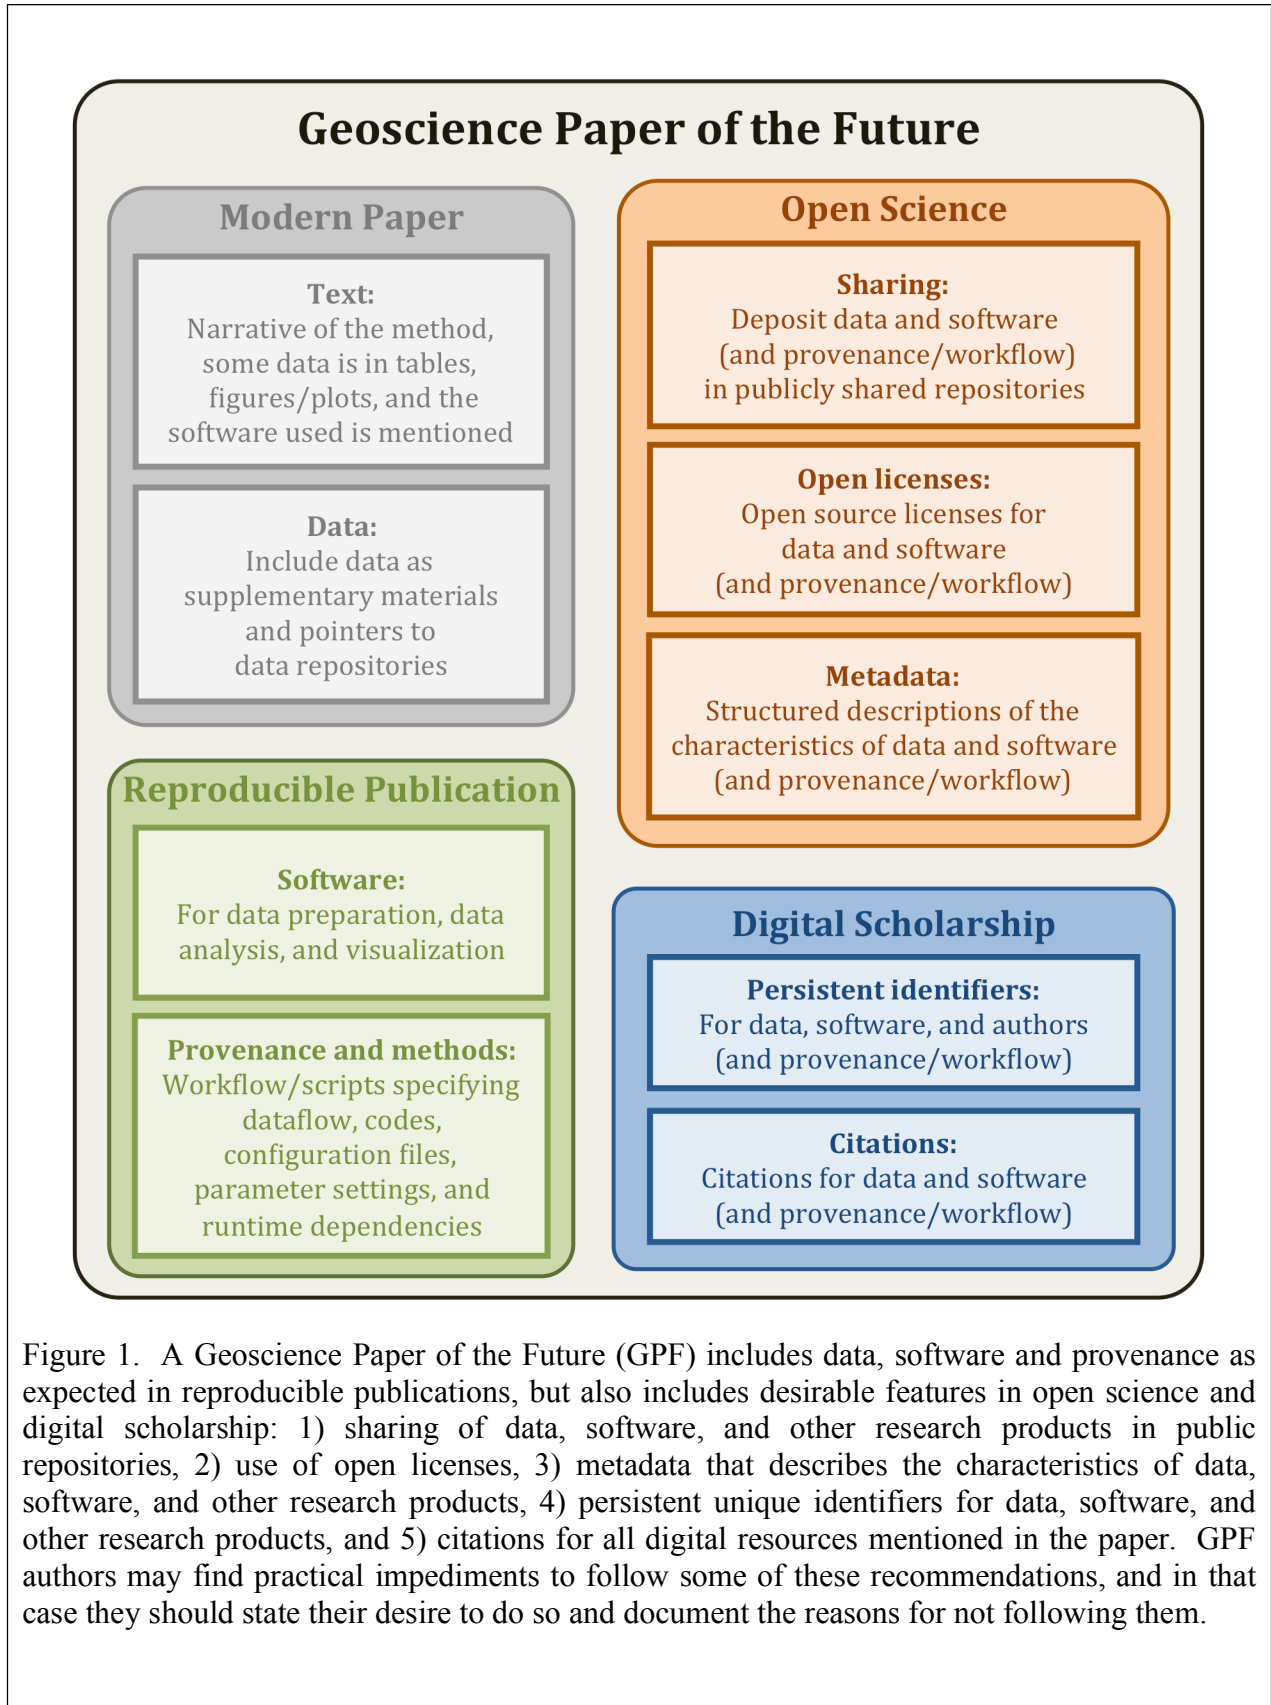 Geoscience Paper of the Future
Modern Paper
Text:
Narrative of the method,
some data is in tables,
figures/plots, and the
software used is mentioned
Data:
Include data as
supplementary materials
and pointers to
data repositories
Reproducible Publication
Software:
For data preparation, data
analysis, and visualization
Provenance and methods:
Workflow/scripts specifying
dataflow, codes,
configuration files,
parameter settings, and
runtime dependencies
Open Science
Sharing:
Deposit data and software
(and provenance/workflow)
in publicly shared repositories
Open licenses:
Open source licenses for
data and software
(and provenance/workflow)
Metadata:
Structured descriptions of the
characteristics of data and software
(and provenance/workflow)
Digital Scholarship
Persistent identifiers:
For data, software, and authors
(and provenance/workflow)
Citations:
Citations for data and software
(and provenance/workflow)
Figure 1. A Geoscience Paper of the Future (GPF) includes data, software and provenance as
expected in reproducible publications, but also includes desirable features in open science and
digital scholarship: 1) sharing of data, software, and other research products in public
repositories, 2) use of open licenses, 3) metadata that describes the characteristics of data,
software, and other research products, 4) persistent unique identifiers for data, software, and
other research products, and 5) citations for all digital resources mentioned in the paper. GPF
authors may find practical impediments to follow some of these recommendations, and in that
case they should state their desire to do so and document the reasons for not following them.